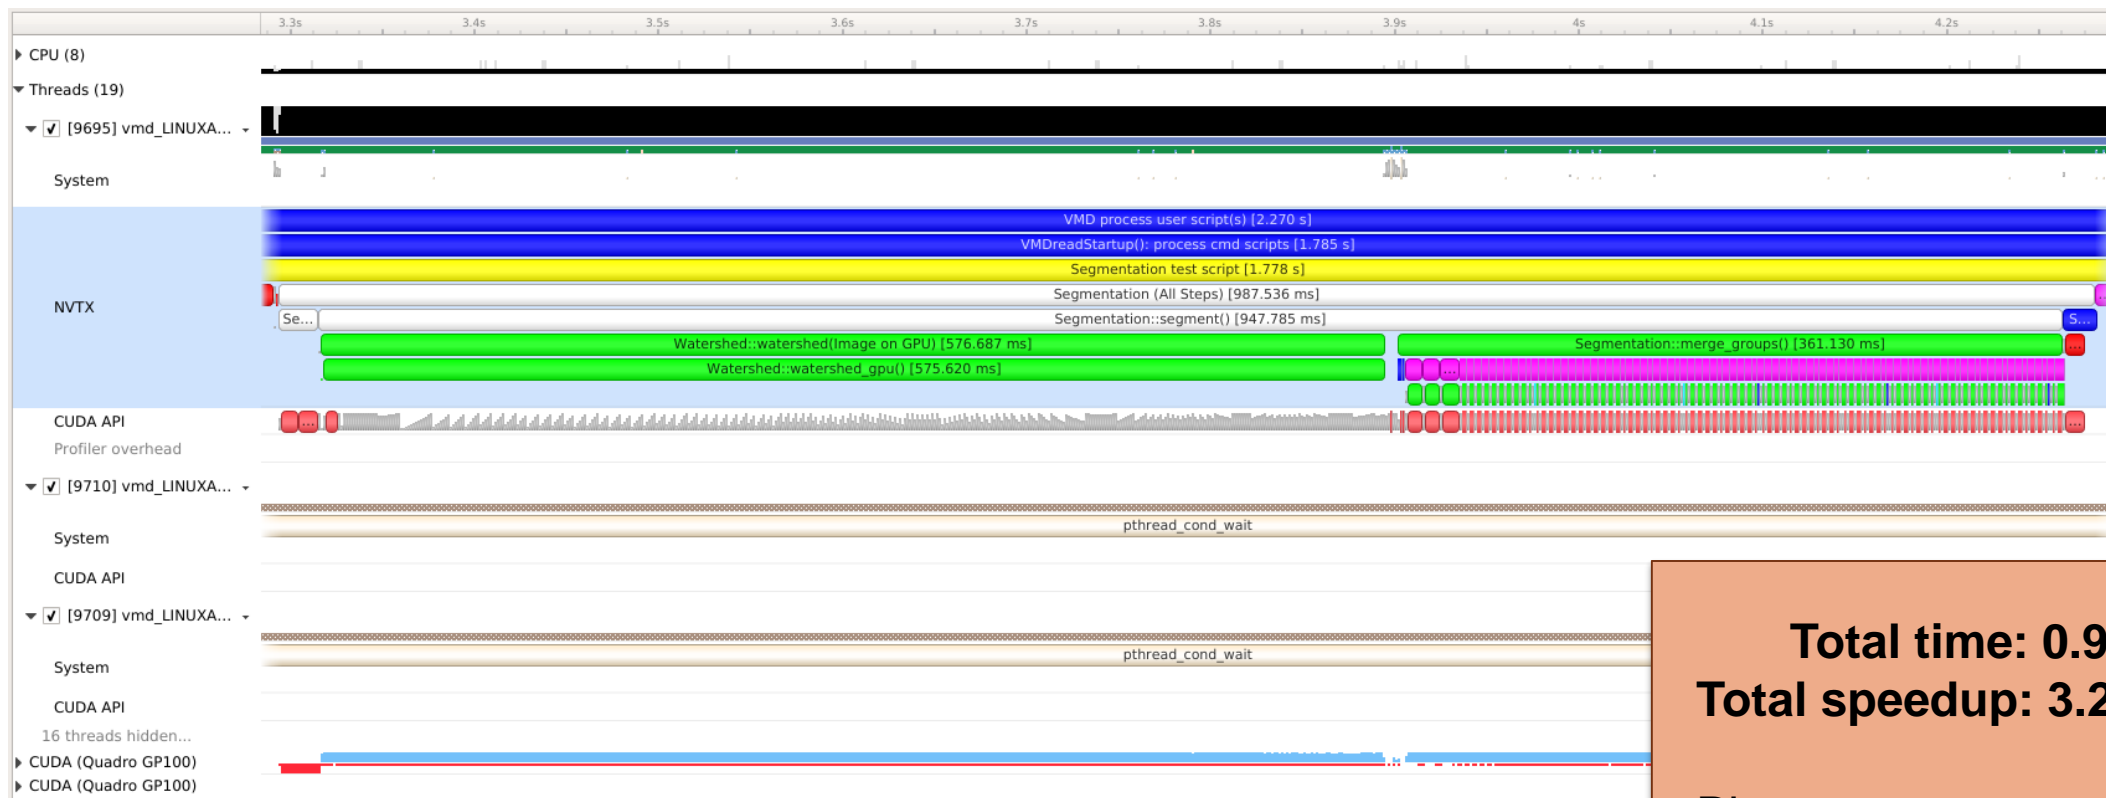 3.3s 3.4s 3.5s 3.6s 3.7s 3.8s 3.9s 4s 4.1s 4.2s
CPU (8)
Threads (19)
[9695] vmd_LINUXA...
System
NVTX
VMD process user script(s) [2.270 s]
VMDreadStartup(): process cmd scripts [1.785 s]
Segmentation test script [1.778 s]
Segmentation (All Steps) [987.536 ms]
Se... Segmentation::segment() [947.785 ms] S...
Watershed::watershed(Image on GPU) [576.687 ms] Segmentation::merge_groups() [361.130 ms] ...
Watershed::watershed_gpu() [575.620 ms] ...
CUDA API ... ...
Profiler overhead
[9710] vmd_LINUXA...
pthread_cond_wait
System
CUDA API
[9709] vmd_LINUXA...
pthread_cond_wait
System
CUDA API
16 threads hidden...
CUDA (Quadro GP100)
CUDA (Quadro GP100)
Total time: 0.9
Total speedup: 3.2